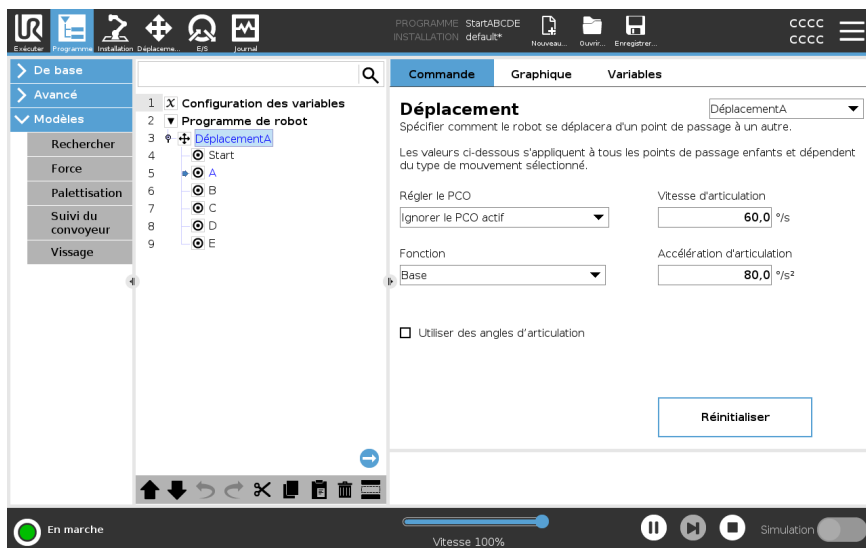 PROGRAMME StartABCDE
INSTALLATION default*
CCCC
CCCC
Exécuter Programme Installation Déplaceme... E/S Journal Nouveau... Ouvrir... Enregistrer...
De base
Avancé
Modèles
Rechercher
Force
Palettisation
Suivi du
convoyeur
Vissage
1 X Configuration des variables
2 Programme de robot
3 DéplacementA
4 Start
5 A
6 B
7 C
8 D
9 E
Commande Graphique Variables
Déplacement DéplacementA
Spécifier comment le robot se déplacera d'un point de passage à un autre.
Les valeurs ci-dessous s'appliquent à tous les points de passage enfants et dépendent
du type de mouvement sélectionné.
Régler le PCO Vitesse d'articulation
Ignorer le PCO actif 60,0 °/s
Fonction Accélération d'articulation
Base 80,0 °/s²
Utiliser des angles d'articulation
Réinitialiser
En marche Vitesse 100% Simulation